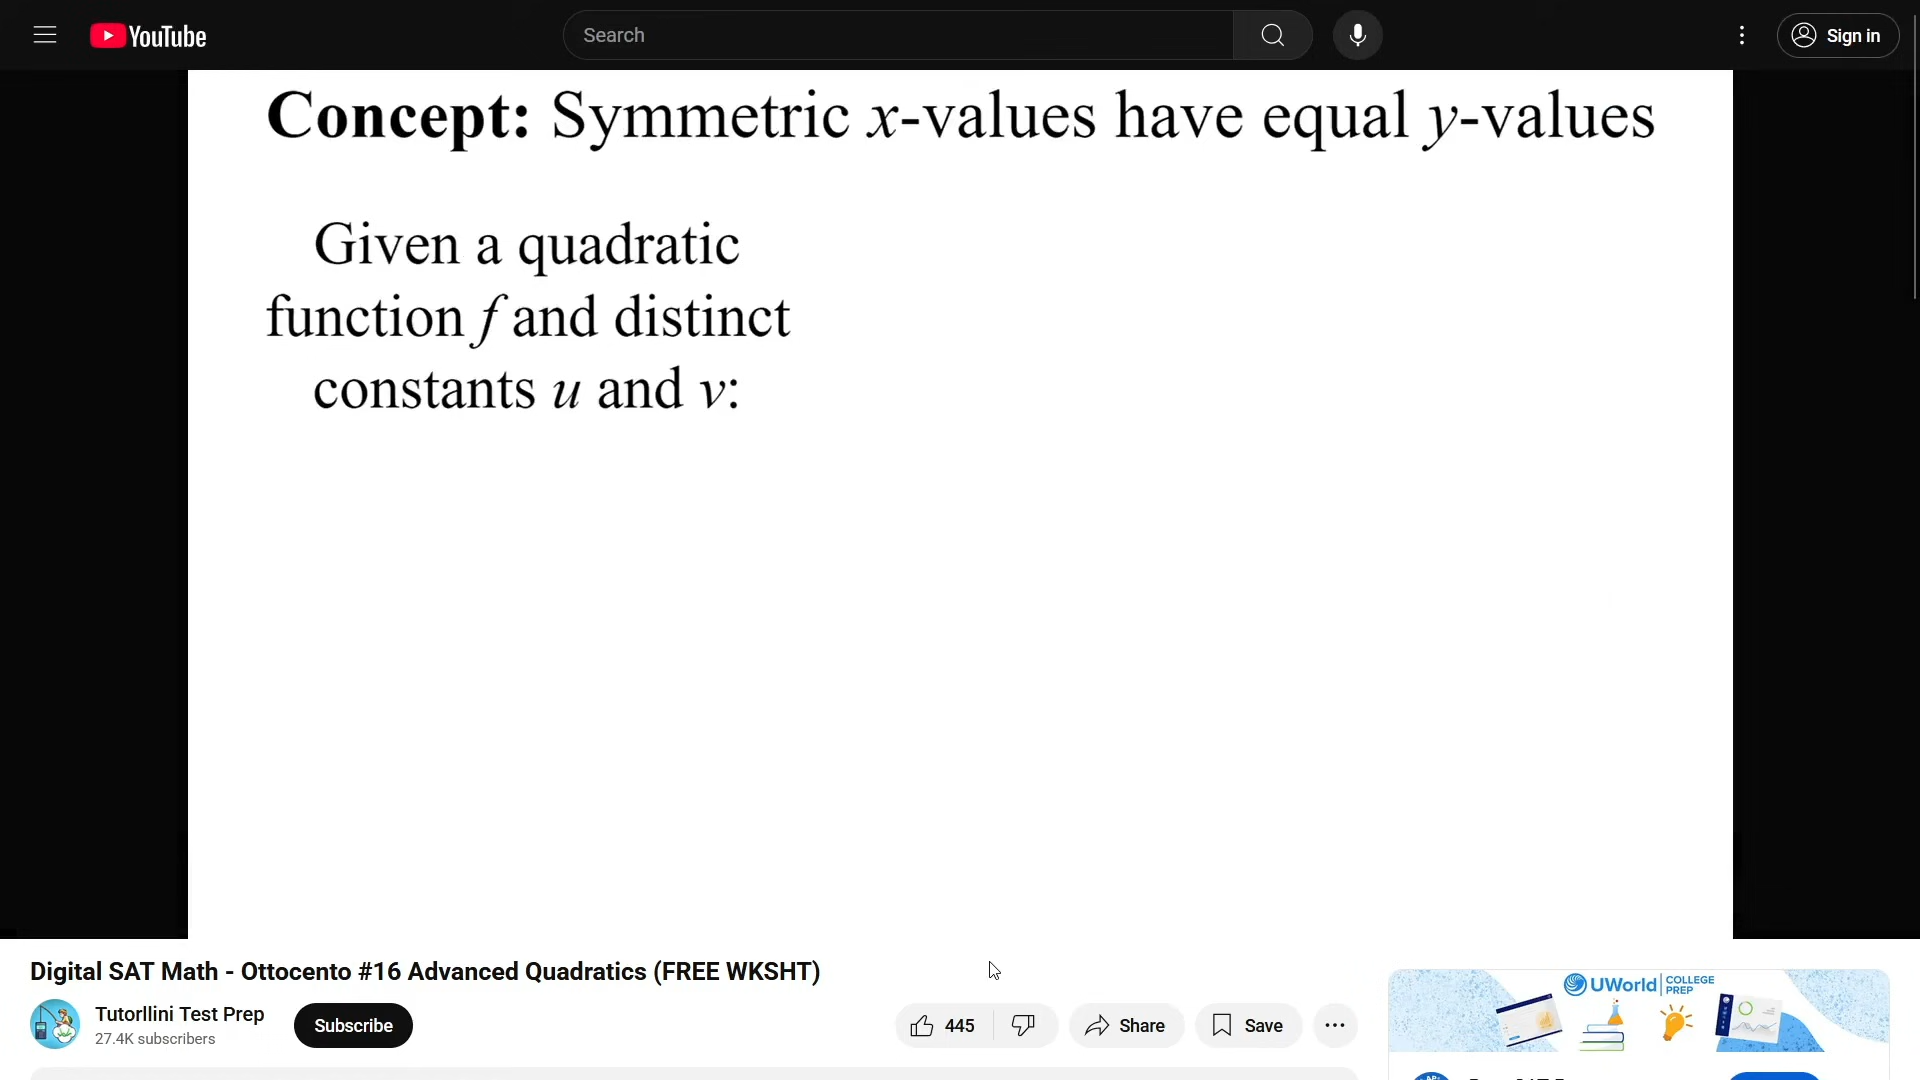 YouTube
Search
Sign in
Concept: Symmetric x-values have equal y-values
Given a quadratic
function f and distinct
constants u and v:
Digital SAT Math - Ottocento #16 Advanced Quadratics (FREE WKSHT)
Tutorllini Test Prep
27.4K subscribers
Subscribe
445
Share
Save
UWorld COLLEGE PREP